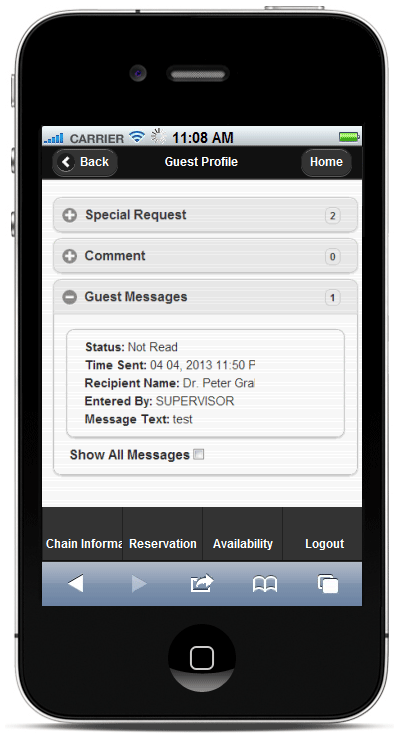 CARRIER 11:08 AM
Back Guest Profile Home
Special Request 2
Comment 0
Guest Messages 1
Status: Not Read
Time Sent: 04 04, 2013 11:50 P
Recipient Name: Dr. Peter Gral
Entered By: SUPERVISOR
Message Text: test
Show All Messages
Chain Informa Reservation Availability Logout